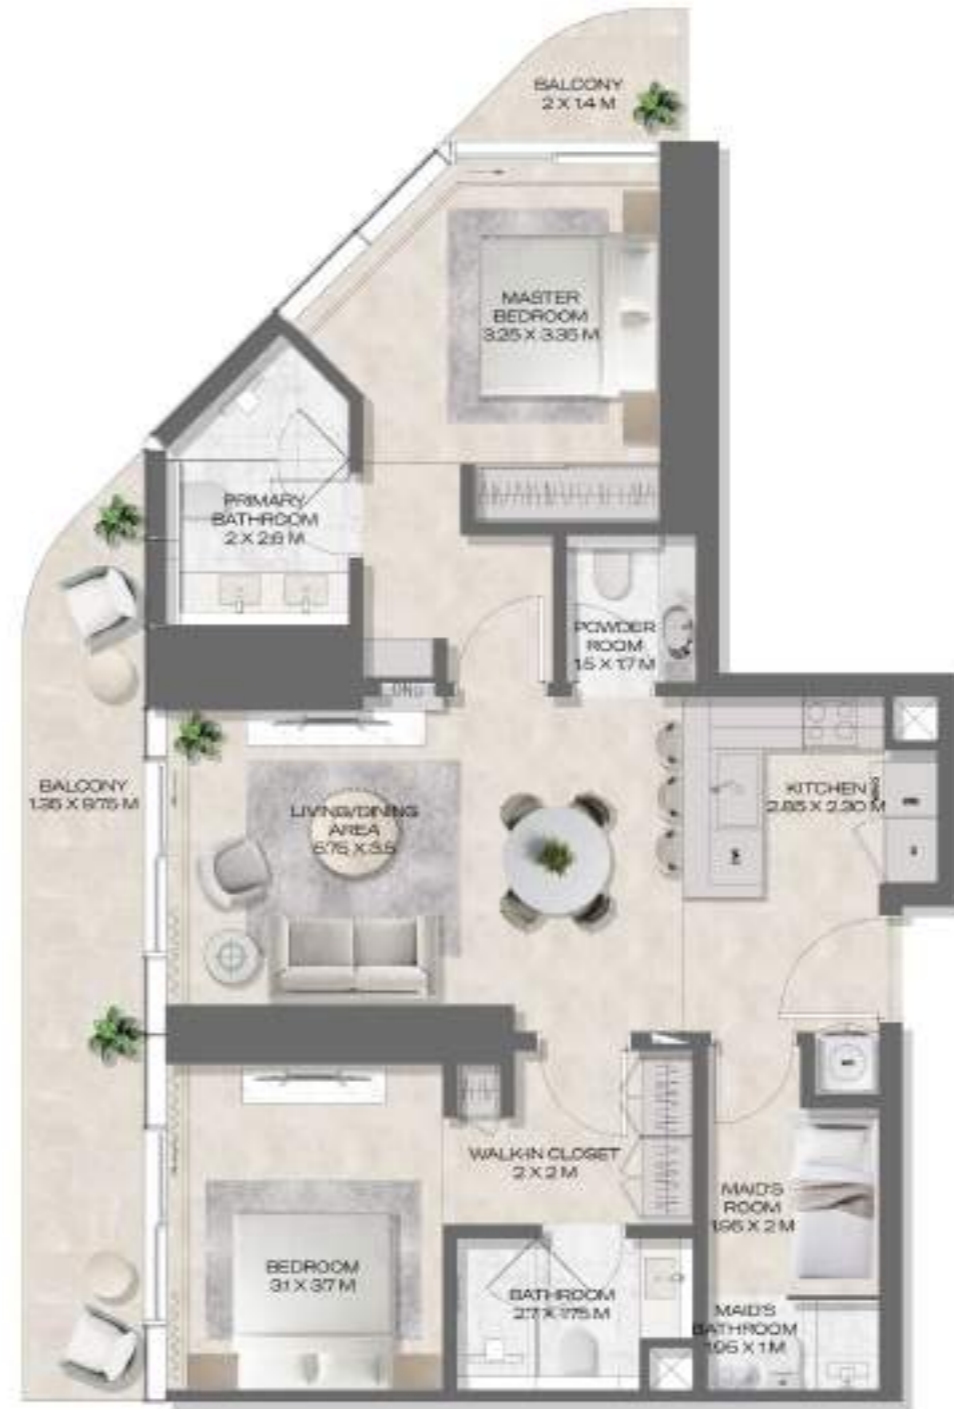 BALCONY
2 X 1.4 M
MASTER
BEDROOM
3.25 X 3.35 M
PRIMARY
BATHROOM
2 X 2.6 M
POWDER
ROOM
1.5 X 1.7 M
BALCONY
1.35 X 9.75 M
LIVING/DINING
AREA
5.75 X 3.5
KITCHEN
2.85 X 2.30 M
WALK-IN CLOSET
2 X 2 M
MAID'S
ROOM
1.95 X 2 M
BEDROOM
3.1 X 3.7 M
BATHROOM
2.7 X 1.75 M
MAID'S
BATHROOM
1.95 X 1 M